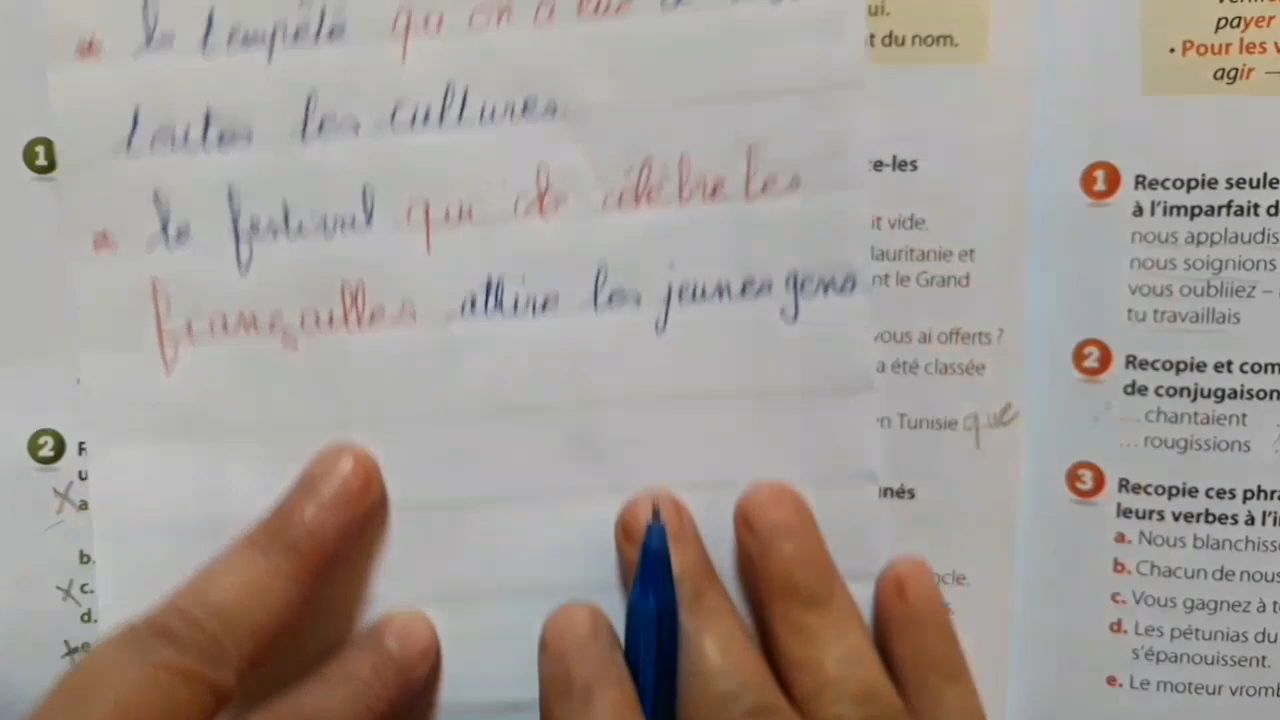 qu'on a
toutes les cultures.
le festival qui célèbre les
fiançailles attire les jeunes gens
1
2
a
b.
c.
d.
e
ui.
t du nom.
e-les
it vide.
lauritanie et
nt le Grand
vous ai offerts ?
a été classée
n Tunisie que
inés
ocle.
payer
• Pour les v
agir –
1 Recopie seule
à l'imparfait d
nous applaudis
nous soignions
vous oubliiez –
tu travaillais
2 Recopie et com
de conjugaison
... chantaient
... rougissions
3 Recopie ces phra
leurs verbes à l'i
a. Nous blanchiss
b. Chacun de nous
c. Vous gagnez à t
d. Les pétunias du
s'épanouissent.
e. Le moteur vromb